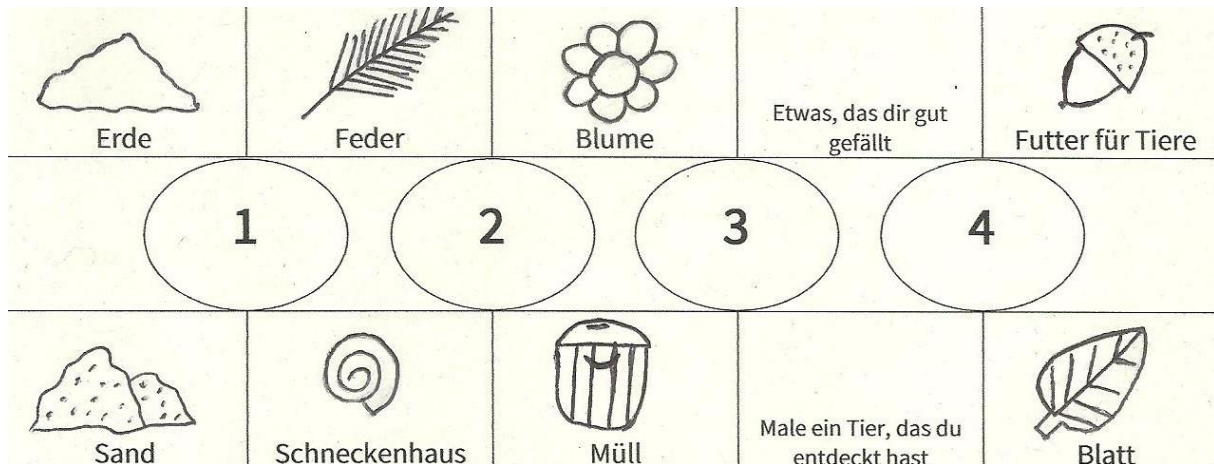 Erde
Feder
Blume
Etwas, das dir gut
gefällt
Futter für Tiere
1
2
3
4
Sand
Schneckenhaus
Müll
Male ein Tier, das du
entdeckt hast
Blatt